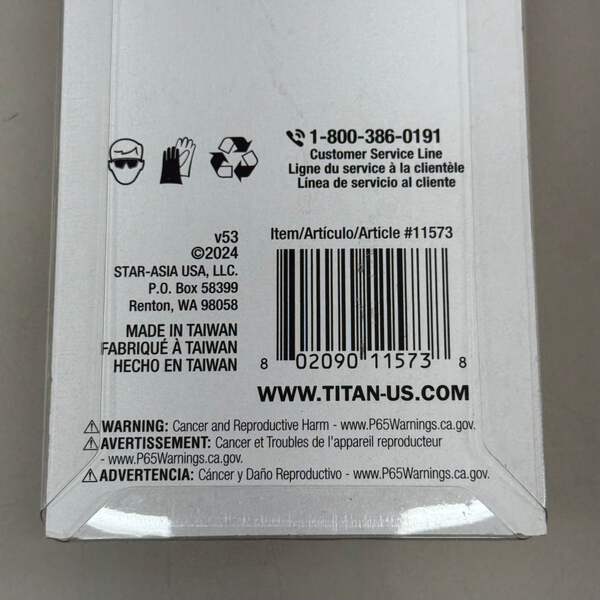 1-800-386-0191
Customer Service Line
Ligne du service à la clientèle
Línea de servicio al cliente
v53
©2024
STAR-ASIA USA, LLC.
P.O. Box 58399
Renton, WA 98058
MADE IN TAIWAN
FABRIQUÉ À TAIWAN
HECHO EN TAIWAN
Item/Artículo/Article #11573
8 02090 11573 8
WWW.TITAN-US.COM
⚠WARNING: Cancer and Reproductive Harm - www.P65Warnings.ca.gov.
⚠AVERTISSEMENT: Cancer et Troubles de l'appareil reproducteur
- www.P65Warnings.ca.gov.
⚠ADVERTENCIA: Cáncer y Daño Reproductivo - www.P65Warnings.ca.gov.